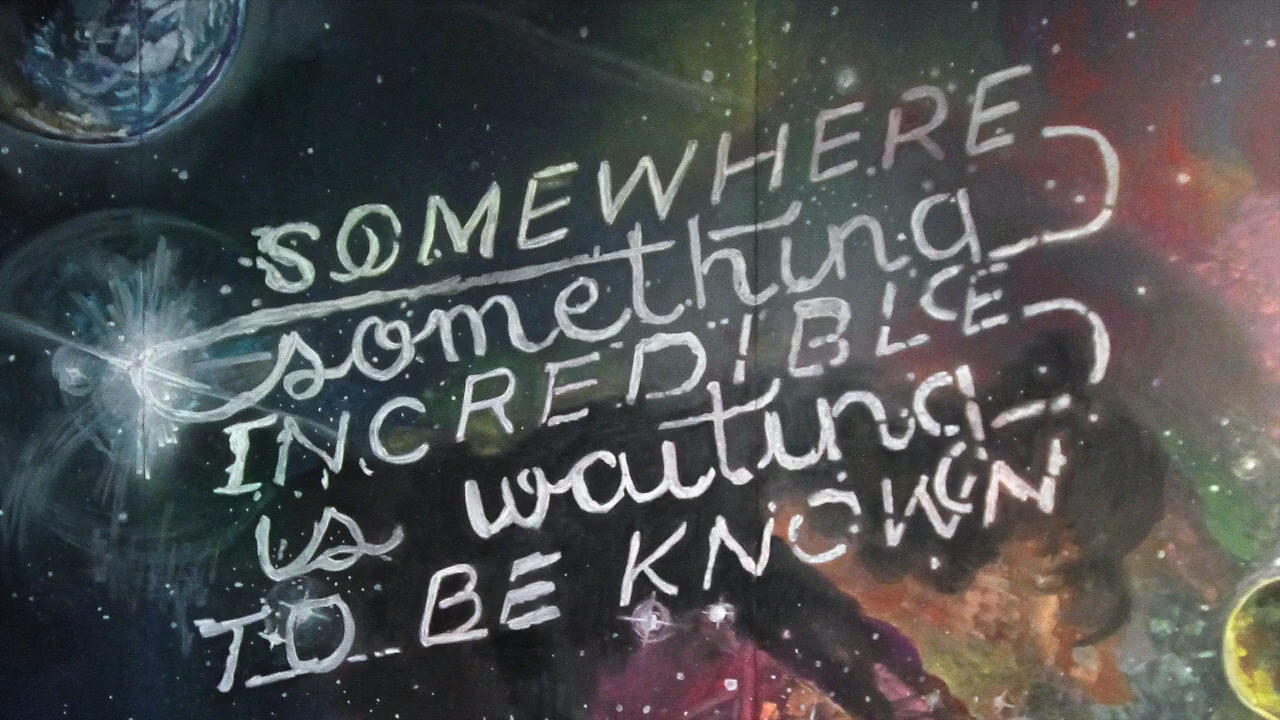 SOMEWHERE
something
INCREDIBLE
is waiting
TO BE KNOWN